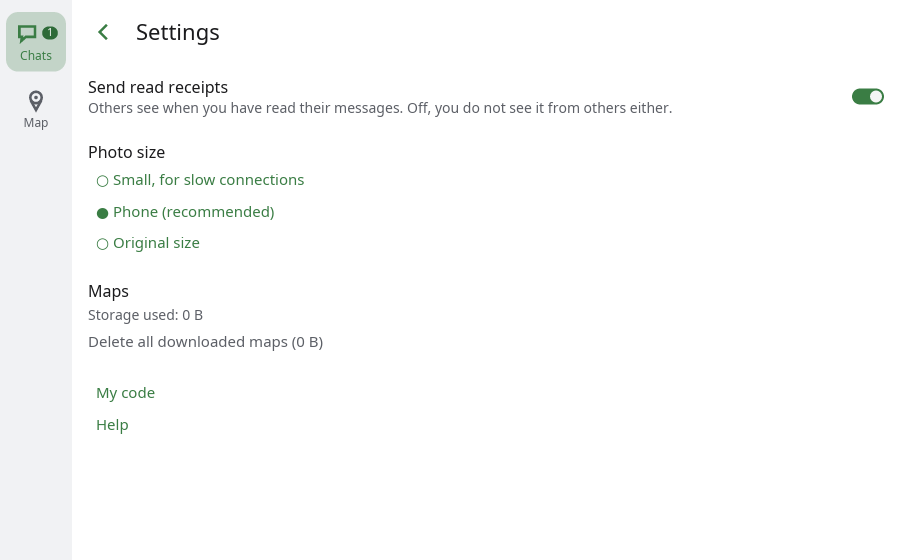 1
Chats
Map
Settings
Send read receipts
Others see when you have read their messages. Off, you do not see it from others either.
Photo size
Small, for slow connections
Phone (recommended)
Original size
Maps
Storage used: 0 B
Delete all downloaded maps (0 B)
My code
Help